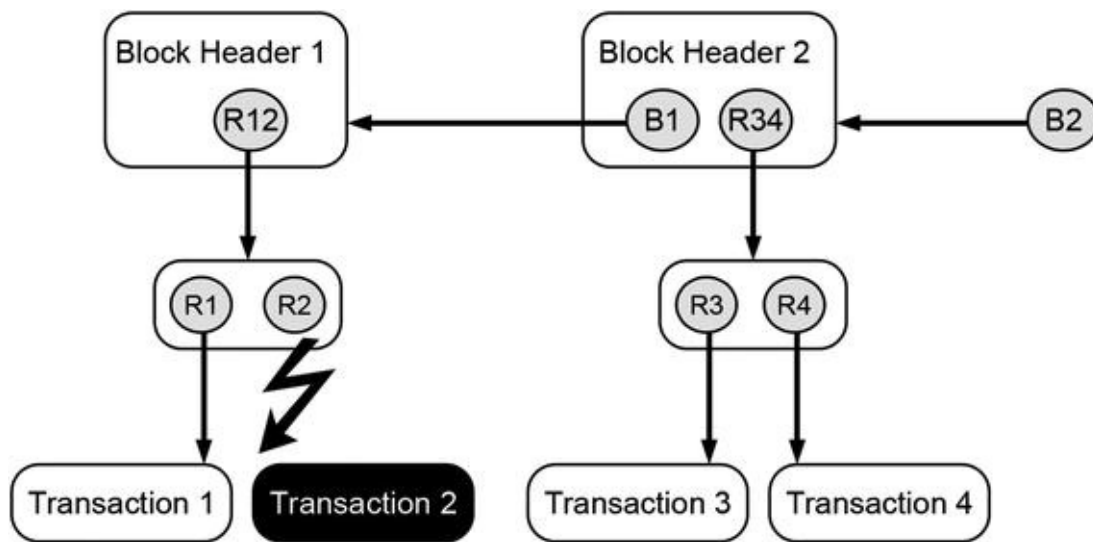 Block Header 1
Block Header 2
R12
B1
R34
B2
R1
R2
R3
R4
Transaction 1
Transaction 2
Transaction 3
Transaction 4